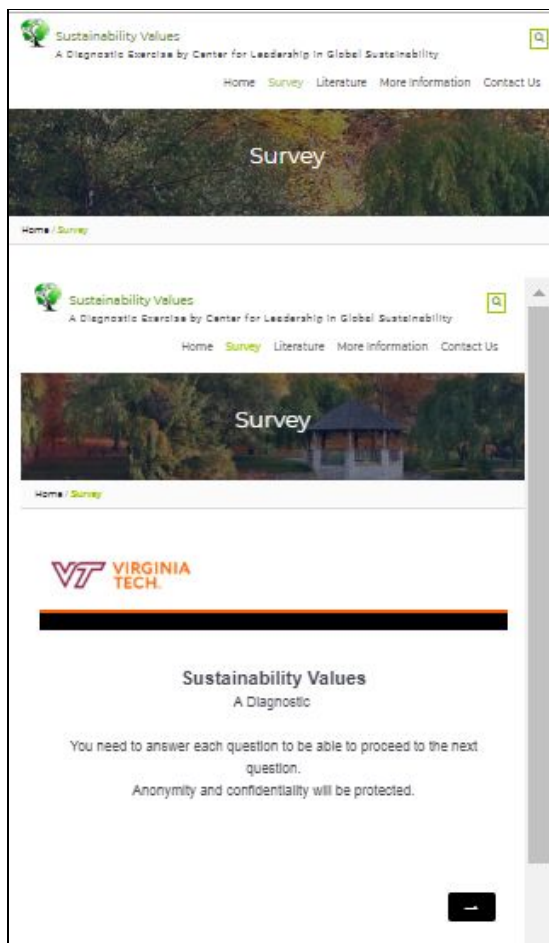 Sustainability Values
A Diagnostic Exercise by Center for Leadership in Global Sustainability
Home Survey Literature More Information Contact Us
Survey
Home / Survey
Sustainability Values
A Diagnostic Exercise by Center for Leadership in Global Sustainability
Home Survey Literature More Information Contact Us
Survey
Home / Survey
VT VIRGINIA
TECH.
Sustainability Values
A Diagnostic
You need to answer each question to be able to proceed to the next
question.
Anonymity and confidentiality will be protected.